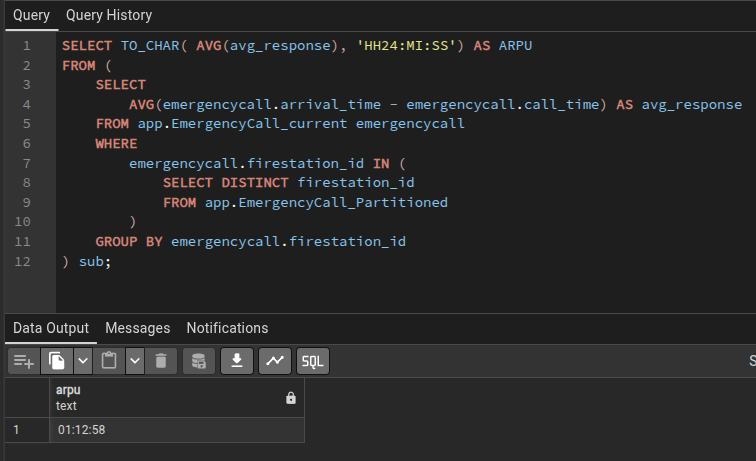 Query Query History
1 SELECT TO_CHAR( AVG(avg_response), 'HH24:MI:SS') AS ARPU
2 FROM (
3 SELECT
4 AVG(emergencycall.arrival_time - emergencycall.call_time) AS avg_response
5 FROM app.EmergencyCall_current emergencycall
6 WHERE
7 emergencycall.firestation_id IN (
8 SELECT DISTINCT firestation_id
9 FROM app.EmergencyCall_Partitioned
10 )
11 GROUP BY emergencycall.firestation_id
12 ) sub;
Data Output Messages Notifications
SQL S
arpu
text
1 01:12:58